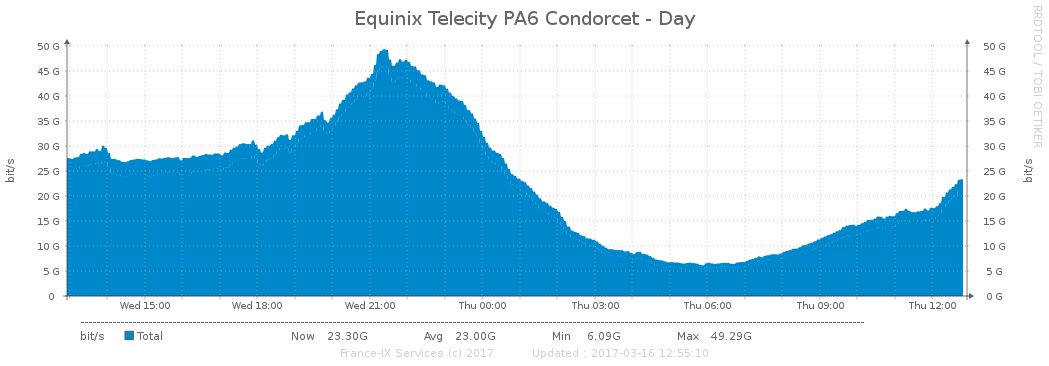 Equinix Telecity PA6 Condorcet - Day
RRDTOOL / TOBI OETIKER
50 G 50 G
45 G 45 G
40 G 40 G
35 G 35 G
30 G 30 G
25 G 25 G
20 G 20 G
15 G 15 G
10 G 10 G
5 G 5 G
0 0 G
bit/s bit/s
Wed 15:00 Wed 18:00 Wed 21:00 Thu 00:00 Thu 03:00 Thu 06:00 Thu 09:00 Thu 12:00
bit/s Total Now 23.30G Avg 23.00G Min 6.09G Max 49.29G
France-IX Services (c) 2017 Updated : 2017-03-16 12:55:10